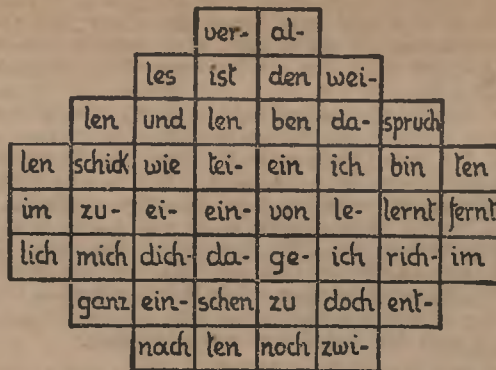 ver- al-
les ist den wei-
len und len ben da- spruch
len schick wie tei- ein ich bin ten
im zu- ei- ein- von le- lernt fernt
lich mich dich- da- ge- ich rich- im
ganz ein- schen zu doch ent-
nach ten noch zwi-